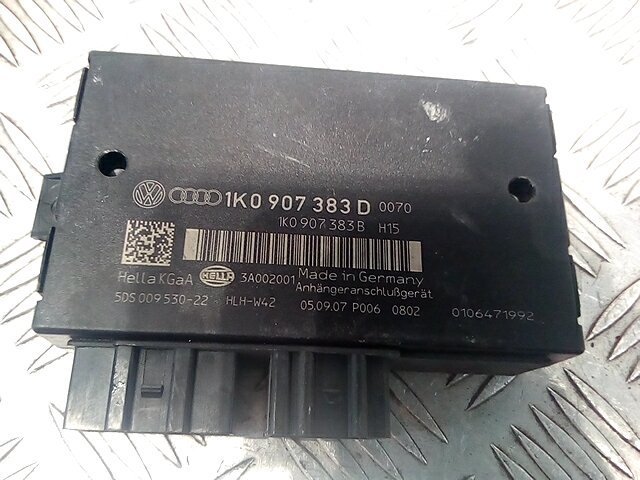 1K0 907 383 D 0070
1K0 907 383 B H15
Hella KGaA HELLA 3A002001 Made in Germany
Anhängeranschlußgerät
5DS 009 530-22 HLH-W42 05.09.07 P006 0802 0106471992